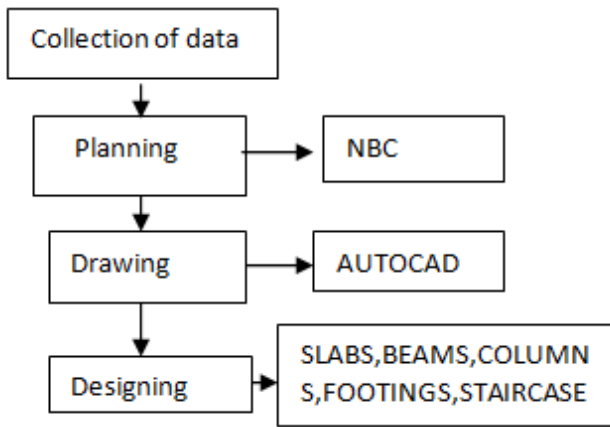 Collection of data
Planning
NBC
Drawing
AUTOCAD
SLABS,BEAMS,COLUMN
S,FOOTINGS,STAIRCASE
Designing